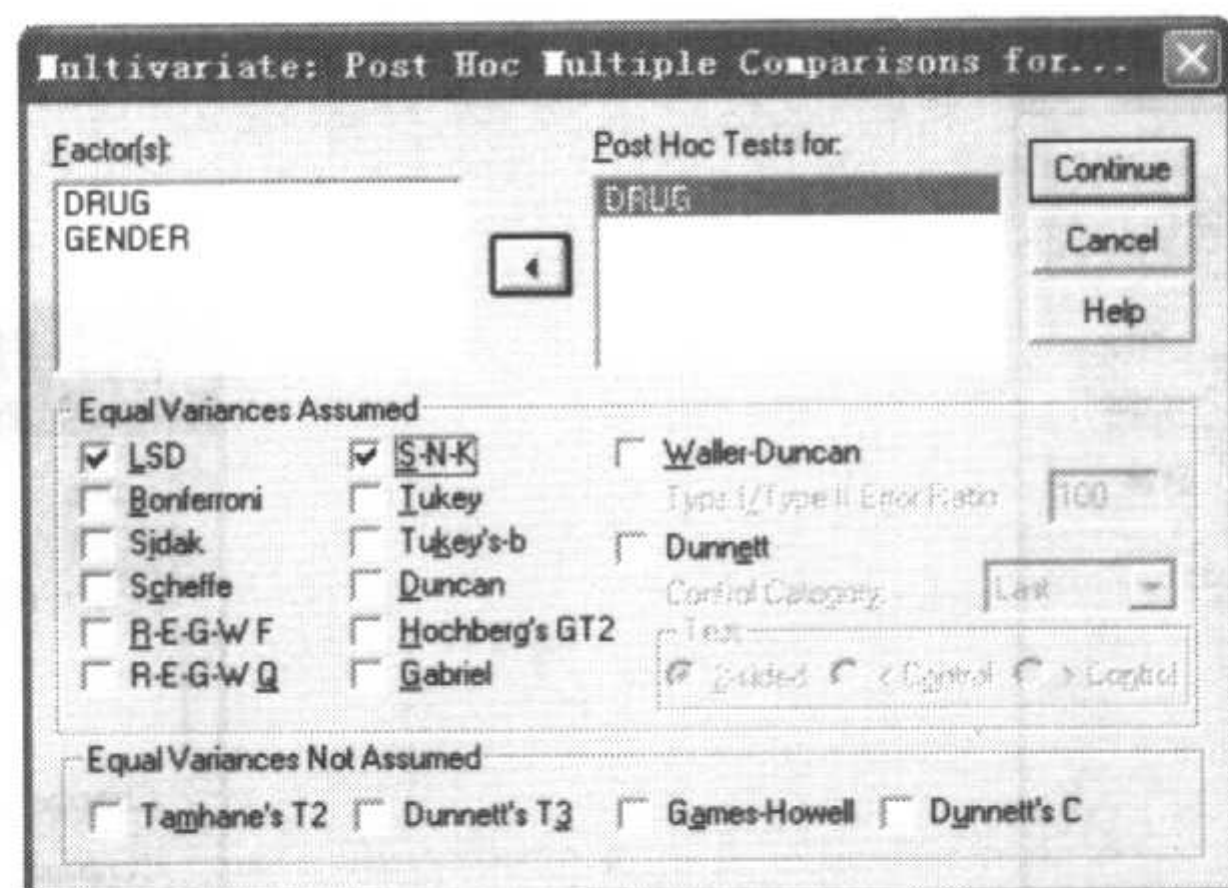 Multivariate: Post Hoc Multiple Comparisons for...
Factor(s):
DRUG
GENDER
Post Hoc Tests for:
DRUG
Continue
Cancel
Help
Equal Variances Assumed
LSD
S-N-K
Waller-Duncan
Bonferroni
Tukey
Type I/Type II Error Ratio
100
Sidak
Tukey's-b
Dunnett
Scheffe
Duncan
Control Category:
Last
R-E-G-W F
Hochberg's GT2
Test
R-E-G-W Q
Gabriel
2-sided
< Control
> Control
Equal Variances Not Assumed
Tamhane's T2
Dunnett's T3
Games-Howell
Dunnett's C